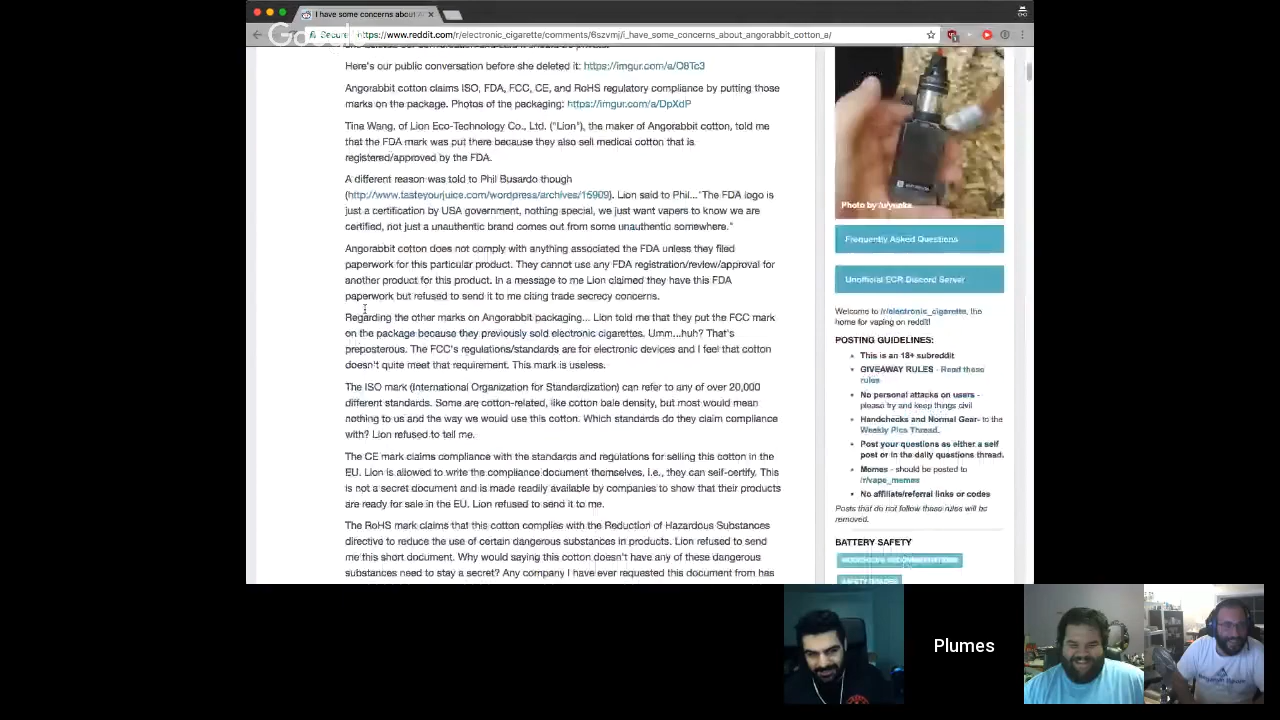 I have some concerns about A
Google
Secure https://www.reddit.com/r/electronic_cigarette/comments/6szvmj/i_have_some_concerns_about_angorabbit_cotton_a/
Here's our public conversation before she deleted it: https://imgur.com/a/O8Tc3
Angorabbit cotton claims ISO, FDA, FCC, CE, and RoHS regulatory compliance by putting those
marks on the package. Photos of the packaging: https://imgur.com/a/DpXdP
Tina Wang, of Lion Eco-Technology Co., Ltd. ("Lion"), the maker of Angorabbit cotton, told me
that the FDA mark was put there because they also sell medical cotton that is
registered/approved by the FDA.
A different reason was told to Phil Busardo though
(http://www.tasteyourjuice.com/wordpress/archives/15909). Lion said to Phil..."The FDA logo is
just a certification by USA government, nothing special, we just want vapers to know we are
certified, not just a unauthentic brand comes out from some unauthentic somewhere."
Angorabbit cotton does not comply with anything associated the FDA unless they filed
paperwork for this particular product. They cannot use any FDA registration/review/approval for
another product for this product. In a message to me Lion claimed they have this FDA
paperwork but refused to send it to me citing trade secrecy concerns.
Regarding the other marks on Angorabbit packaging... Lion told me that they put the FCC mark
on the package because they previously sold electronic cigarettes. Umm...huh? That's
preposterous. The FCC's regulations/standards are for electronic devices and I feel that cotton
doesn't quite meet that requirement. This mark is useless.
The ISO mark (International Organization for Standardization) can refer to any of over 20,000
different standards. Some are cotton-related, like cotton bale density, but most would mean
nothing to us and the way we would use this cotton. Which standards do they claim compliance
with? Lion refused to tell me.
The CE mark claims compliance with the standards and regulations for selling this cotton in the
EU. Lion is allowed to write the compliance document themselves, i.e., they can self-certify. This
is not a secret document and is made readily available by companies to show that their products
are ready for sale in the EU. Lion refused to send it to me.
The RoHS mark claims that this cotton complies with the Reduction of Hazardous Substances
directive to reduce the use of certain dangerous substances in products. Lion refused to send
me this short document. Why would saying this cotton doesn't have any of these dangerous
substances need to stay a secret? Any company I have ever requested this document from has
Photo by
Frequently Asked Questions
Unofficial ECR Discord Server
Welcome to /r/electronic_cigarette, the
home for vaping on reddit!
POSTING GUIDELINES:
This is an 18+ subreddit
GIVEAWAY RULES - Read these
rules
No personal attacks on users -
please try and keep things civil
Handchecks and Normal Gear- to the
Weekly Pics Thread.
Post your questions as either a self
post or in the daily questions thread.
Memes - should be posted to
/r/vape_memes
No affiliate/referral links or codes
Posts that do not follow these rules will be
removed.
BATTERY SAFETY
Plumes